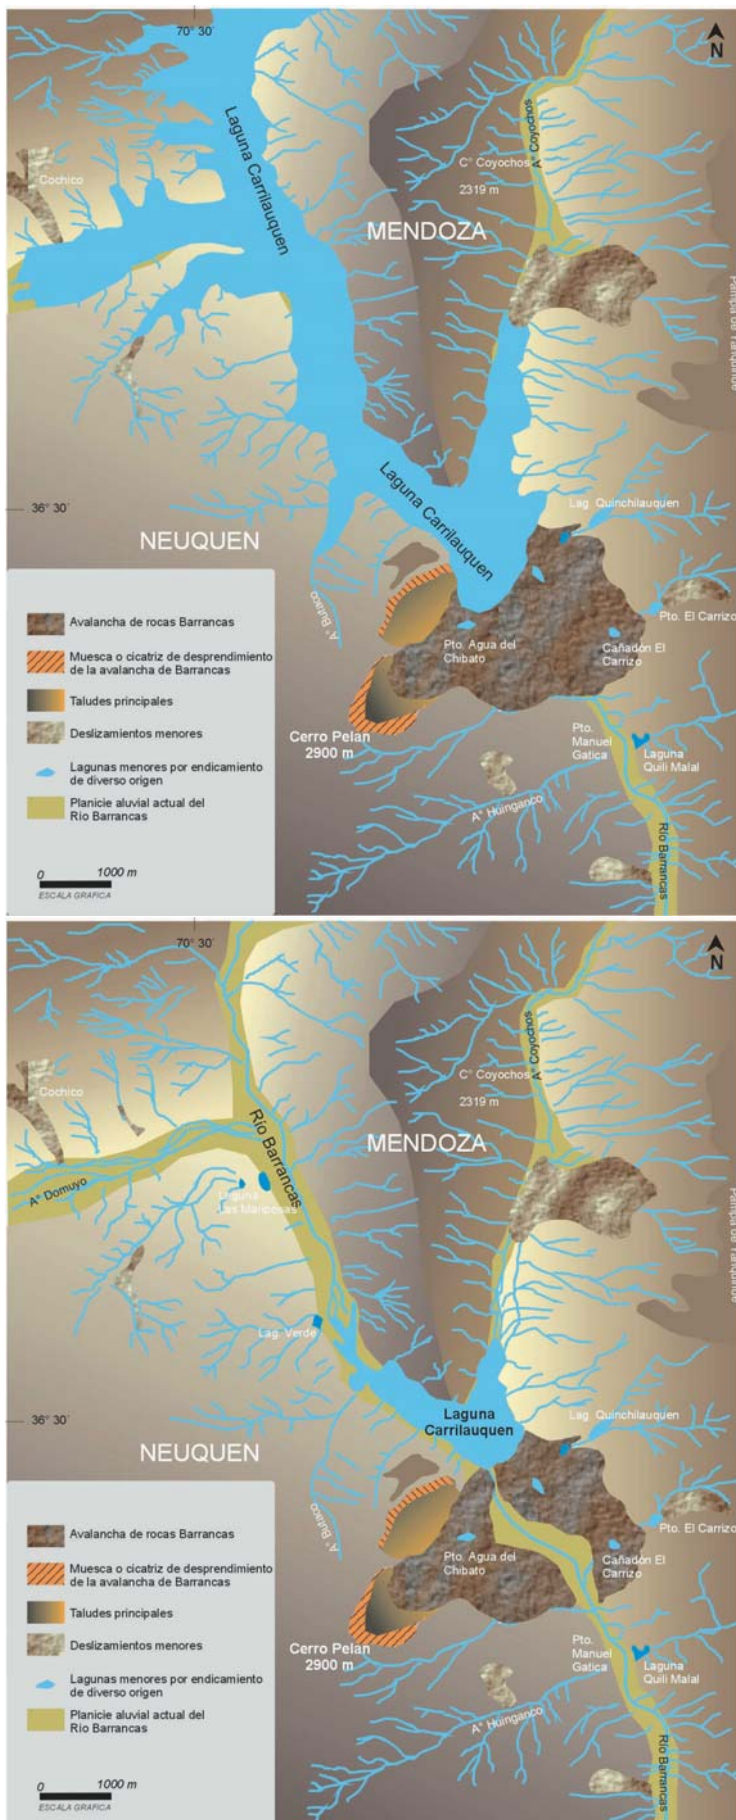 70° 30´
N
Laguna Carrilauquen
A° Coyochos
C° Coyochos
2319 m
Cochico
MENDOZA
36° 30´
Laguna Carrilauquen
Lag. Quinchilauquen
NEUQUEN
A° Butaco
Pto. El Carrizo
Pto. Agua del
Chibato
Cañadón El
Carrizo
Cerro Pelan
2900 m
Pto.
Manuel
Gatica
Laguna
Quili Malal
A° Huinganco
Río Barrancas
Avalancha de rocas Barrancas
Muesca o cicatriz de desprendimiento
de la avalancha de Barrancas
Taludes principales
Deslizamientos menores
Lagunas menores por endicamiento
de diverso origen
Planicie aluvial actual del
Río Barrancas
0 1000 m
ESCALA GRAFICA
70° 30´
N
A° Coyochos
C° Coyochos
2319 m
Cochico
Río Barrancas
MENDOZA
A° Domuyo
Laguna
Las Mariposas
Lag. Verde
36° 30´
Laguna
Carrilauquen
Lag. Quinchilauquen
NEUQUEN
A° Butaco
Pto. El Carrizo
Pto. Agua del
Chibato
Cañadón El
Carrizo
Cerro Pelan
2900 m
Pto.
Manuel
Gatica
Laguna
Quili Malal
A° Huinganco
Río Barrancas
Avalancha de rocas Barrancas
Muesca o cicatriz de desprendimiento
de la avalancha de Barrancas
Taludes principales
Deslizamientos menores
Lagunas menores por endicamiento
de diverso origen
Planicie aluvial actual del
Río Barrancas
0 1000 m
ESCALA GRAFICA